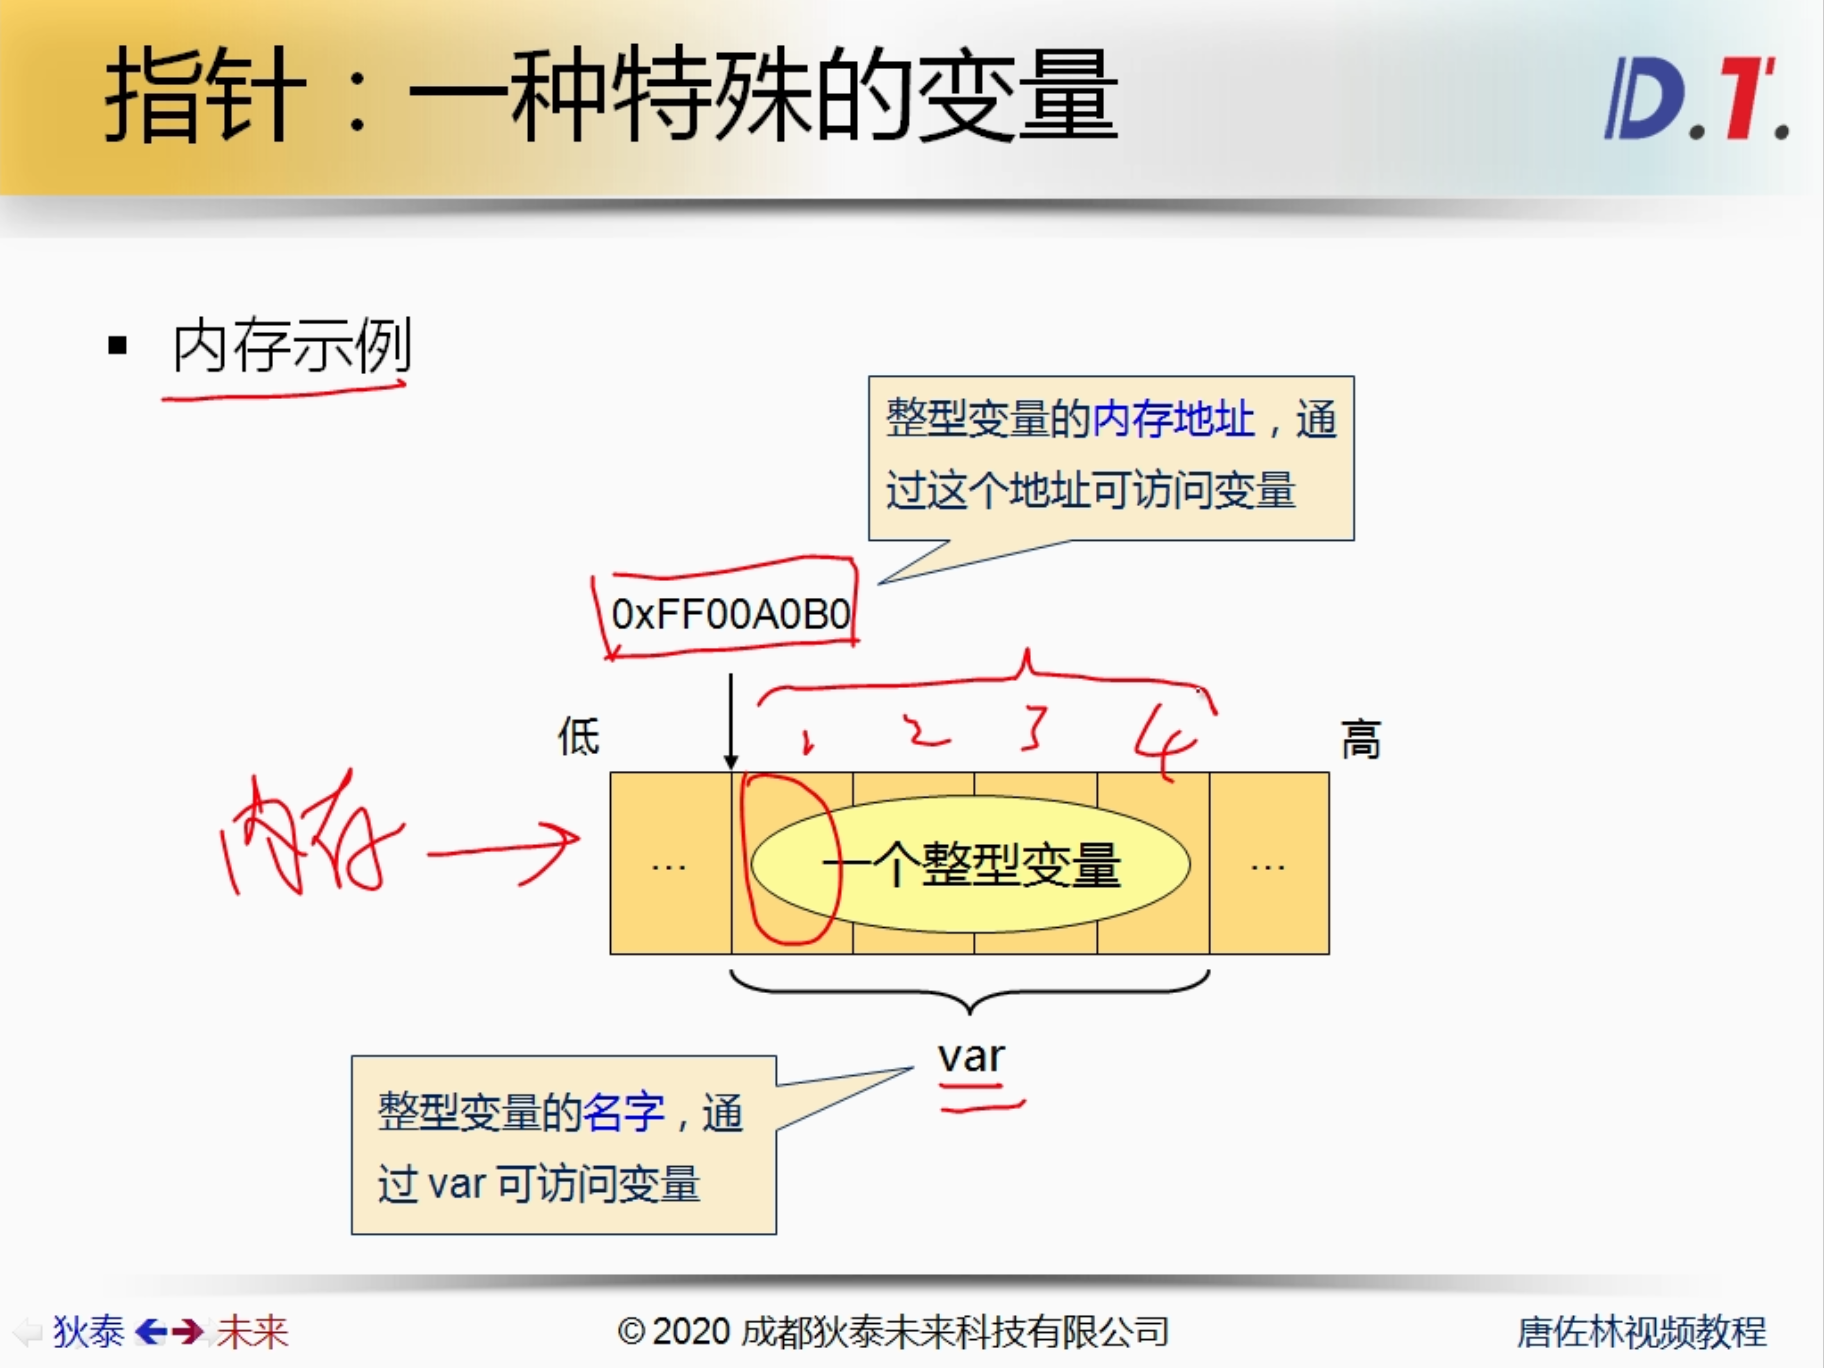 指针：一种特殊的变量
D.T.
▪ 内存示例
整型变量的内存地址，通
过这个地址可访问变量
0xFF00A0B0
1 2 3 4
低 高
内存
... 一个整型变量 ...
var
整型变量的名字，通
过 var 可访问变量
狄泰 未来
© 2020 成都狄泰未来科技有限公司
唐佐林视频教程